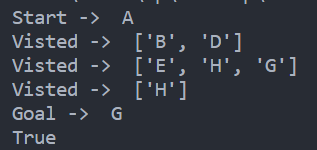 Start ->  A
Visted ->  ['B', 'D']
Visted ->  ['E', 'H', 'G']
Visted ->  ['H']
Goal ->  G
True